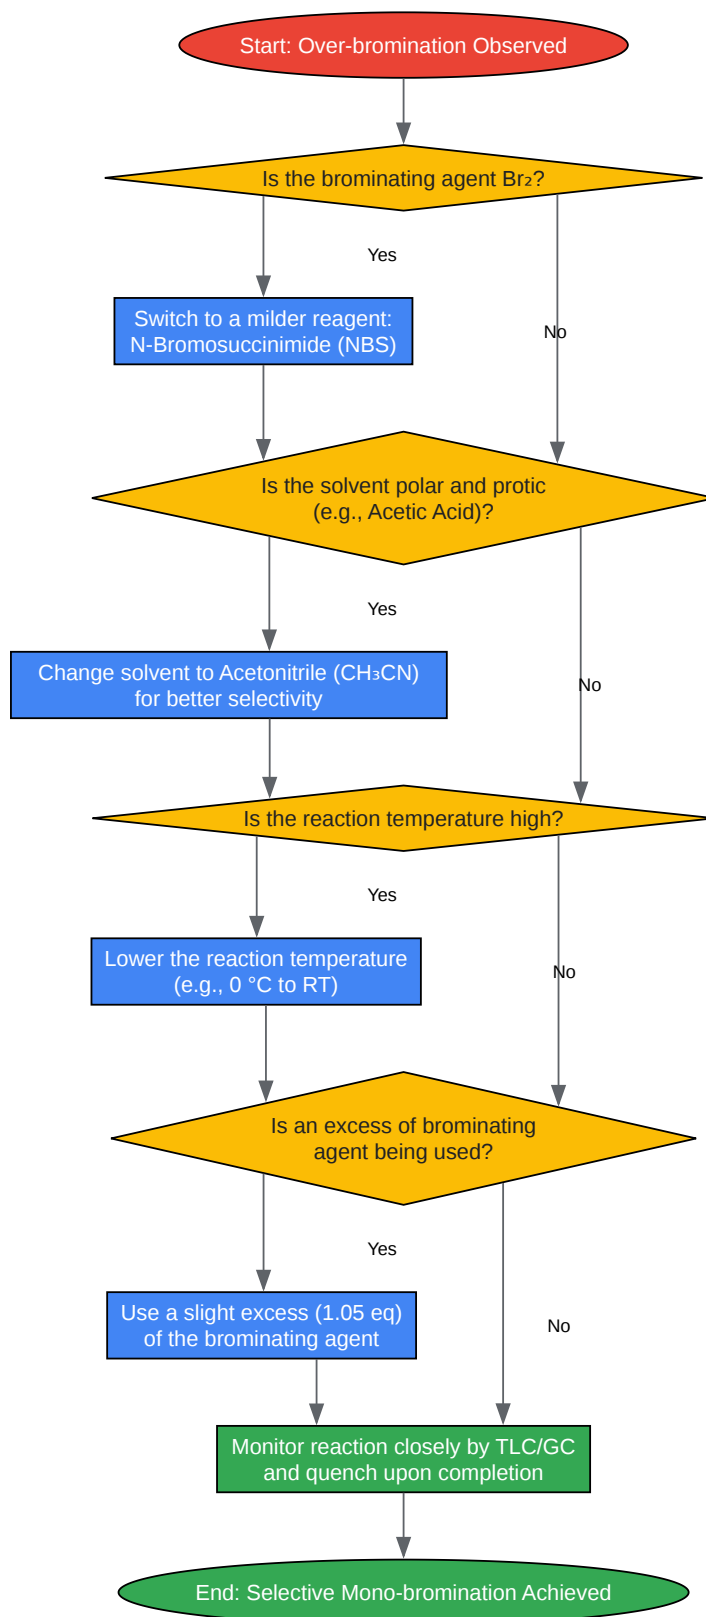 Start: Over-bromination Observed
Is the brominating agent Br₂?
Yes
Switch to a milder reagent:
N-Bromosuccinimide (NBS)
No
Is the solvent polar and protic
(e.g., Acetic Acid)?
Yes
Change solvent to Acetonitrile (CH₃CN)
for better selectivity
No
Is the reaction temperature high?
Yes
Lower the reaction temperature
(e.g., 0 °C to RT)
No
Is an excess of brominating
agent being used?
Yes
Use a slight excess (1.05 eq)
of the brominating agent
No
Monitor reaction closely by TLC/GC
and quench upon completion
End: Selective Mono-bromination Achieved